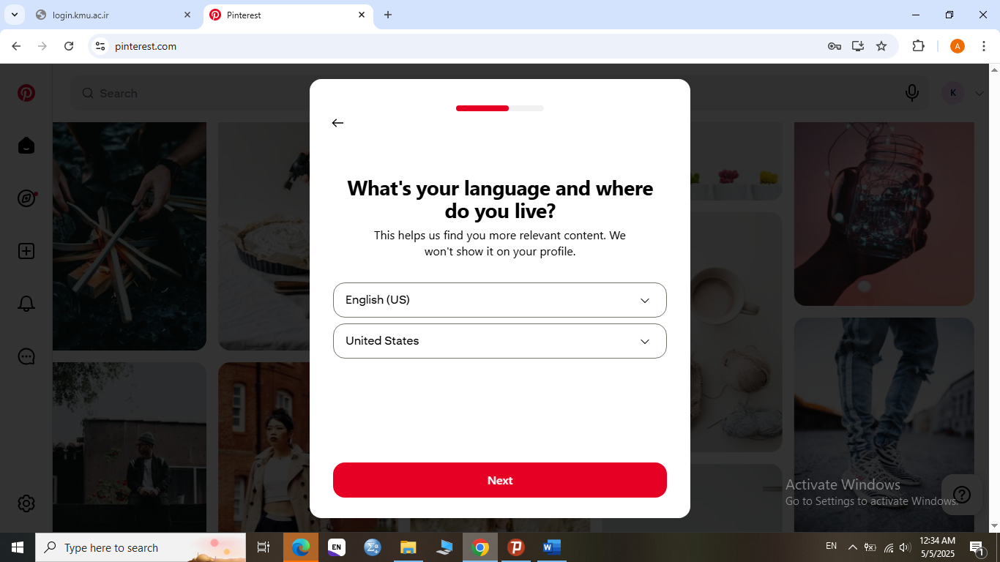 login.kmu.ac.ir
Pinterest
pinterest.com
A
Search
K
What's your language and where
do you live?
This helps us find you more relevant content. We
won't show it on your profile.
English (US)
United States
Next
Activate Windows
Go to Settings to activate Windows.
Type here to search
EN
EN
12:34 AM
5/5/2025
1